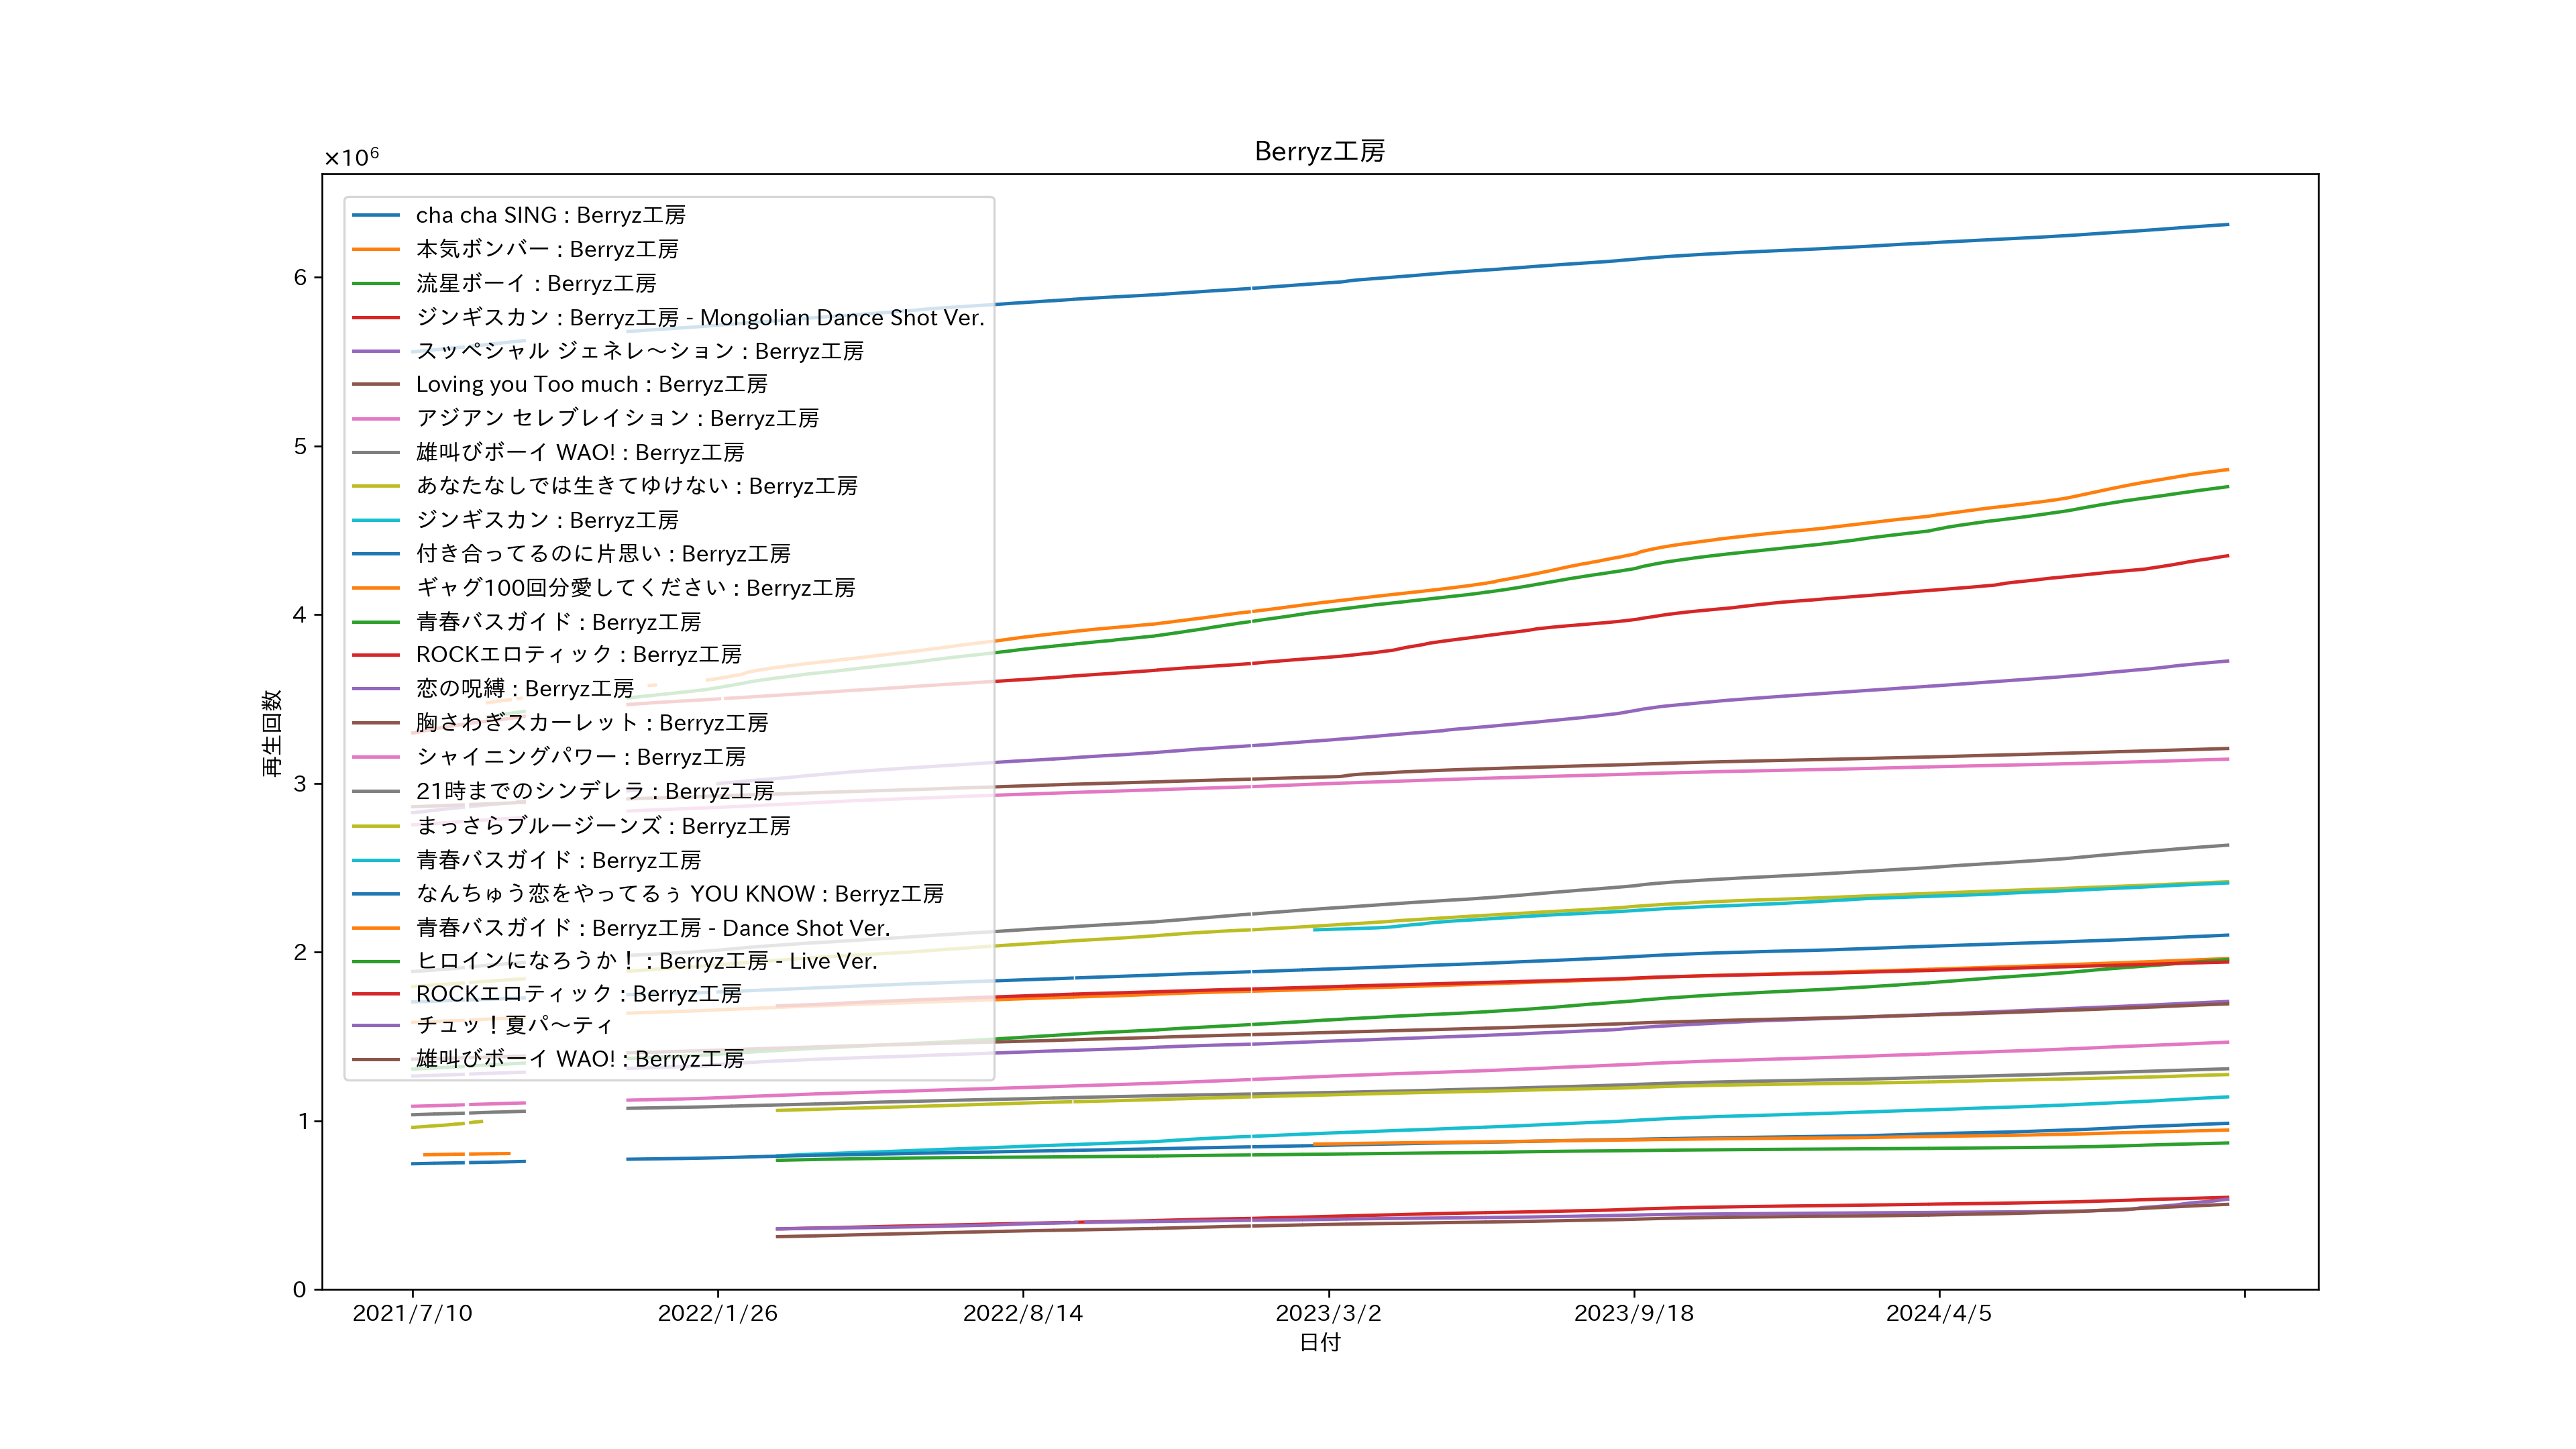 Berryz工房
×10⁶
cha cha SING : Berryz工房
本気ボンバー : Berryz工房
流星ボーイ : Berryz工房
ジンギスカン : Berryz工房 - Mongolian Dance Shot Ver.
スッペシャル ジェネレ～ション : Berryz工房
Loving you Too much : Berryz工房
アジアン セレブレイション : Berryz工房
雄叫びボーイ WAO! : Berryz工房
あなたなしでは生きてゆけない : Berryz工房
ジンギスカン : Berryz工房
付き合ってるのに片思い : Berryz工房
ギャグ100回分愛してください : Berryz工房
青春バスガイド : Berryz工房
ROCKエロティック : Berryz工房
恋の呪縛 : Berryz工房
胸さわぎスカーレット : Berryz工房
シャイニングパワー : Berryz工房
21時までのシンデレラ : Berryz工房
まっさらブルージーンズ : Berryz工房
青春バスガイド : Berryz工房
なんちゅう恋をやってるぅ YOU KNOW : Berryz工房
青春バスガイド : Berryz工房 - Dance Shot Ver.
ヒロインになろうか！ : Berryz工房 - Live Ver.
ROCKエロティック : Berryz工房
チュッ！夏パ～ティ
雄叫びボーイ WAO! : Berryz工房
再生回数
6
5
4
3
2
1
0
2021/7/10 2022/1/26 2022/8/14 2023/3/2 2023/9/18 2024/4/5
日付